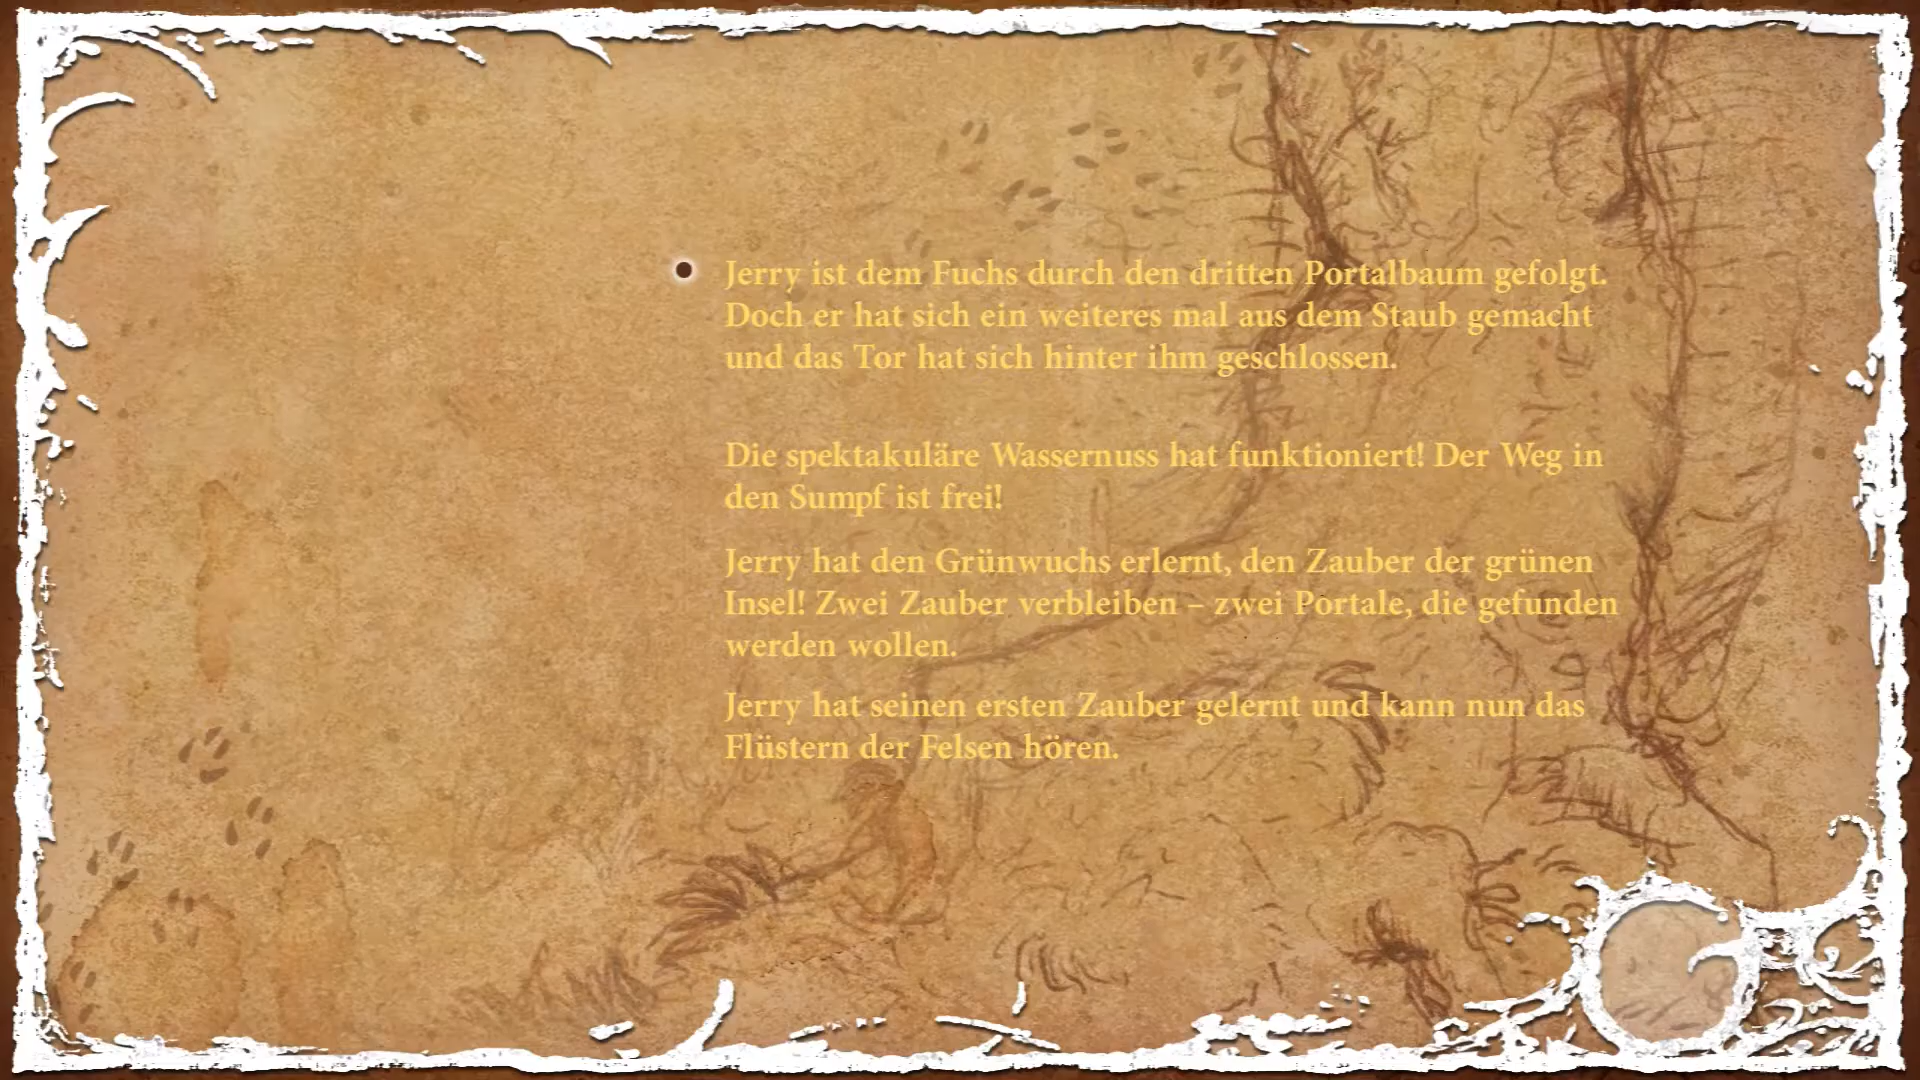 Jerry ist dem Fuchs durch den dritten Portalbaum gefolgt.
Doch er hat sich ein weiteres mal aus dem Staub gemacht
und das Tor hat sich hinter ihm geschlossen.
Die spektakuläre Wassernuss hat funktioniert! Der Weg in
den Sumpf ist frei!
Jerry hat den Grünwuchs erlernt, den Zauber der grünen
Insel! Zwei Zauber verbleiben – zwei Portale, die gefunden
werden wollen.
Jerry hat seinen ersten Zauber gelernt und kann nun das
Flüstern der Felsen hören.